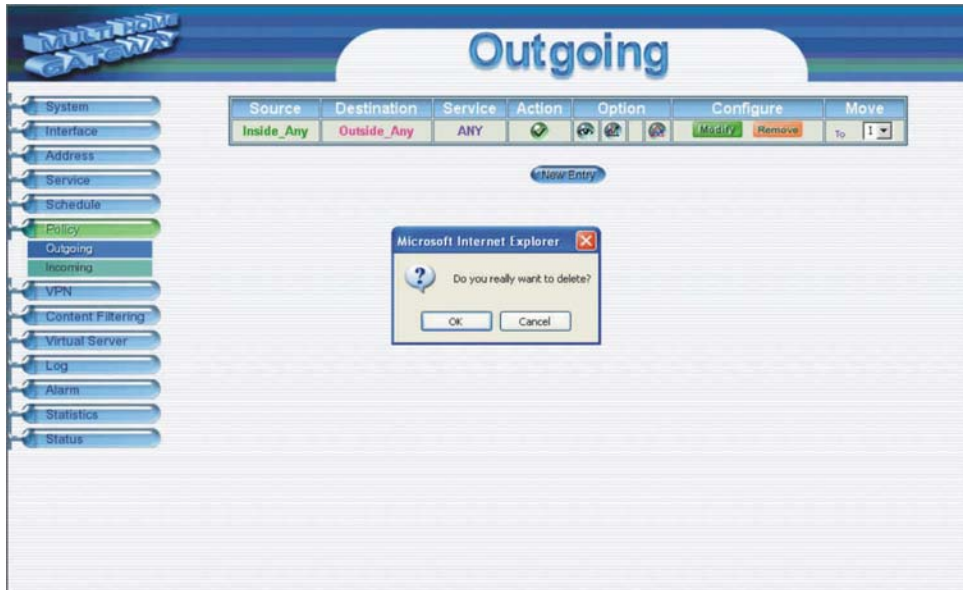 MULTI HOME
GATEWAY
Outgoing
System
Interface
Address
Service
Schedule
Policy
Outgoing
Incoming
VPN
Content Filtering
Virtual Server
Log
Alarm
Statistics
Status
Source Destination Service Action Option Configure Move
Inside_Any Outside_Any ANY Modify Remove To 1
New Entry
Microsoft Internet Explorer
Do you really want to delete?
OK Cancel